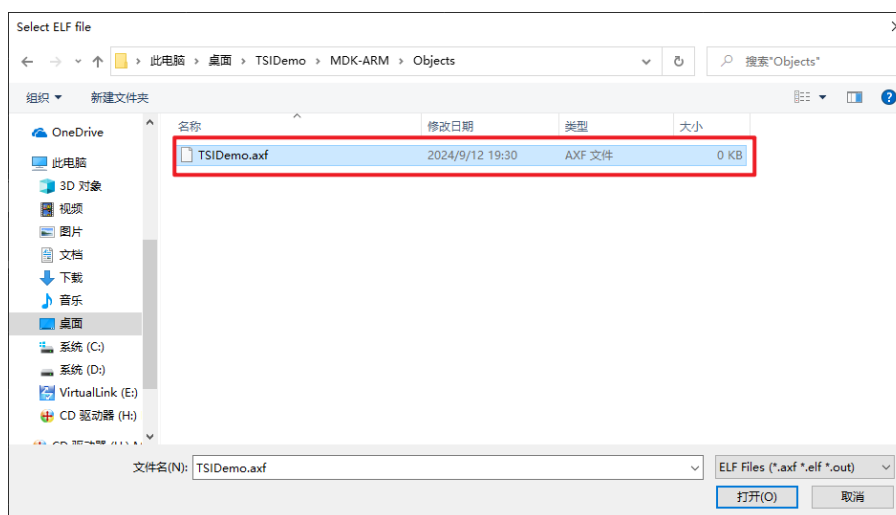 Select ELF file
此电脑 › 桌面 › TSIDemo › MDK-ARM › Objects
搜索"Objects"
组织 新建文件夹
名称 修改日期 类型 大小
TSIDemo.axf 2024/9/12 19:30 AXF 文件 0 KB
OneDrive
此电脑
3D 对象
视频
图片
文档
下载
音乐
桌面
系统 (C:)
系统 (D:)
VirtualLink (E:)
CD 驱动器 (H:)
文件名(N): TSIDemo.axf ELF Files (*.axf *.elf *.out)
打开(O) 取消